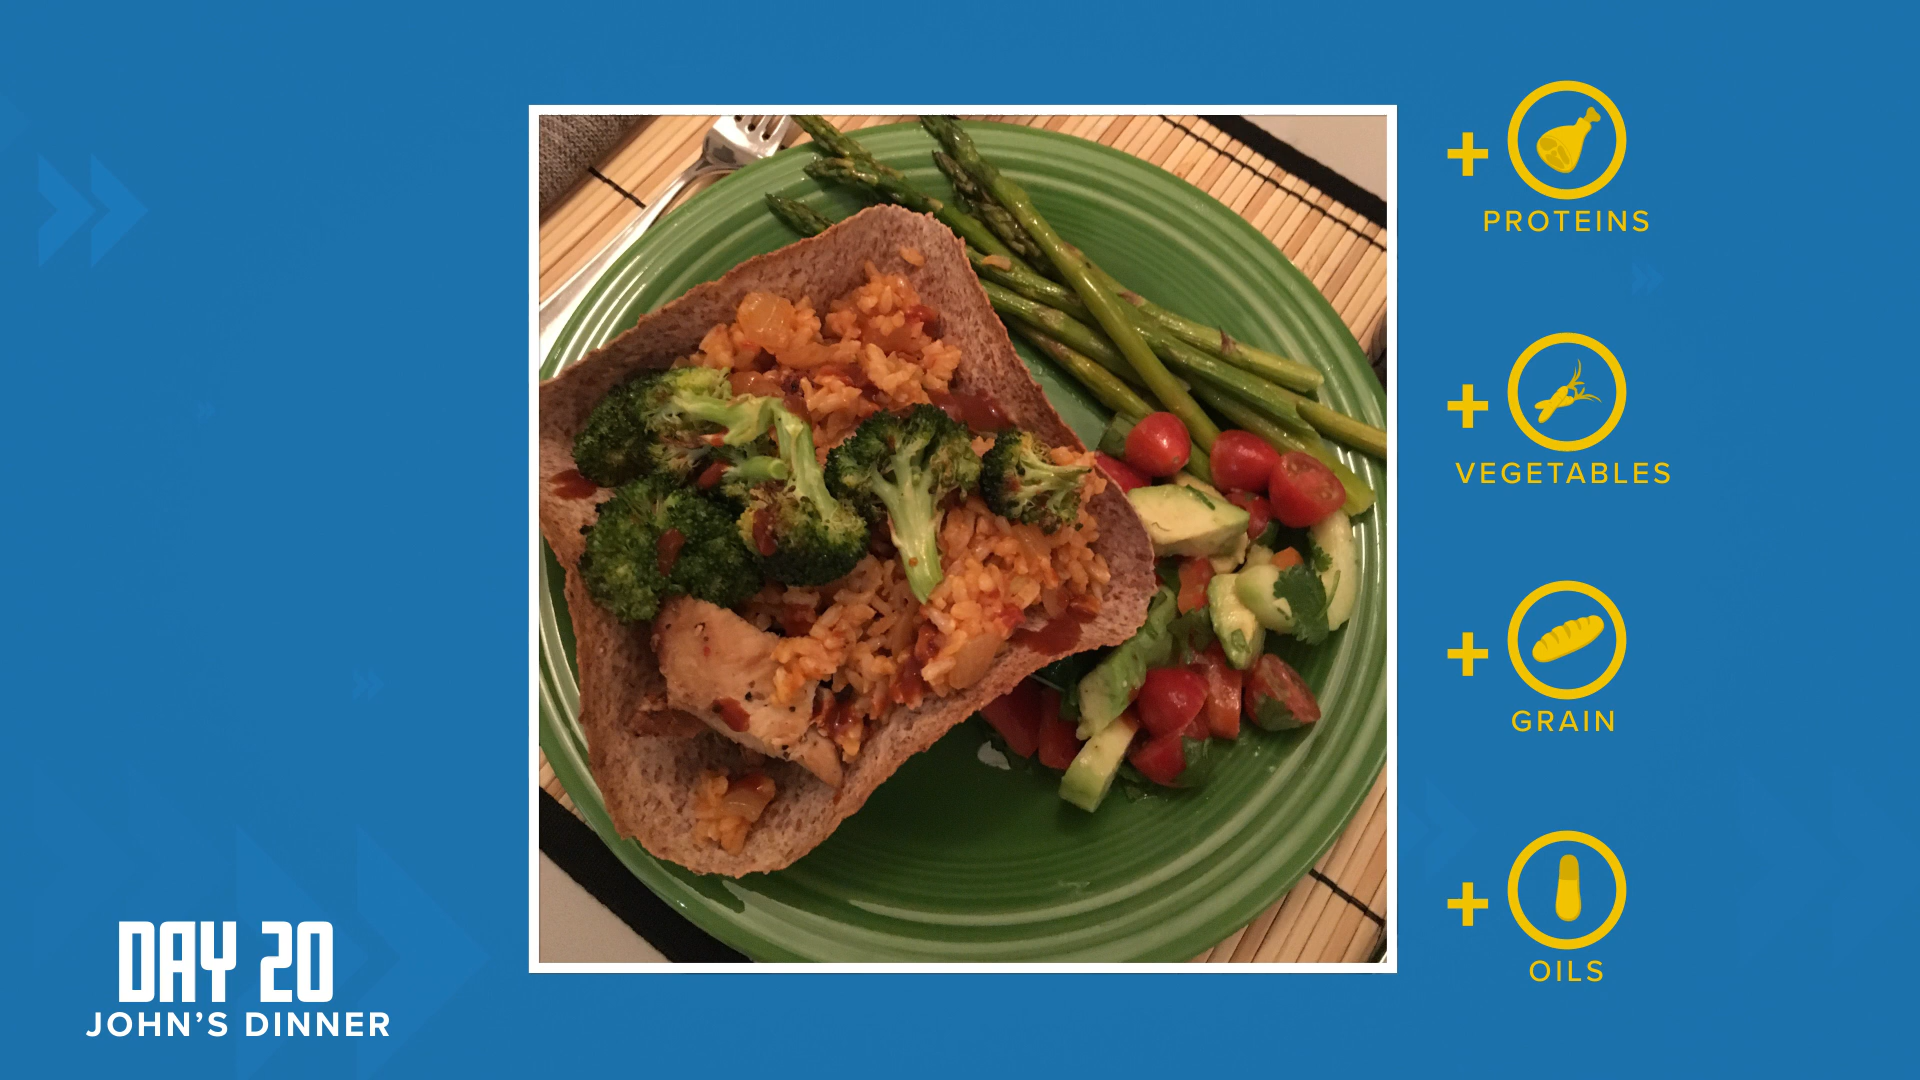 + PROTEINS
+ VEGETABLES
+ GRAIN
+ OILS
DAY 20
JOHN'S DINNER